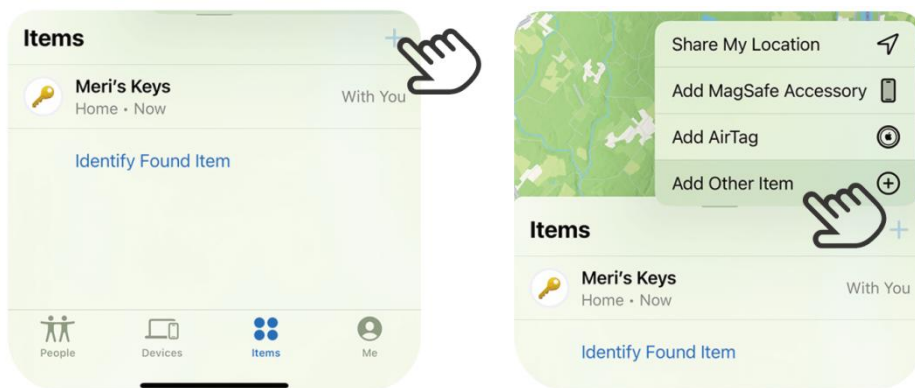 Items
Meri's Keys
Home • Now
With You
Identify Found Item
People
Devices
Items
Me
Share My Location
Add MagSafe Accessory
Add AirTag
Add Other Item
Items
Meri's Keys
Home • Now
With You
Identify Found Item